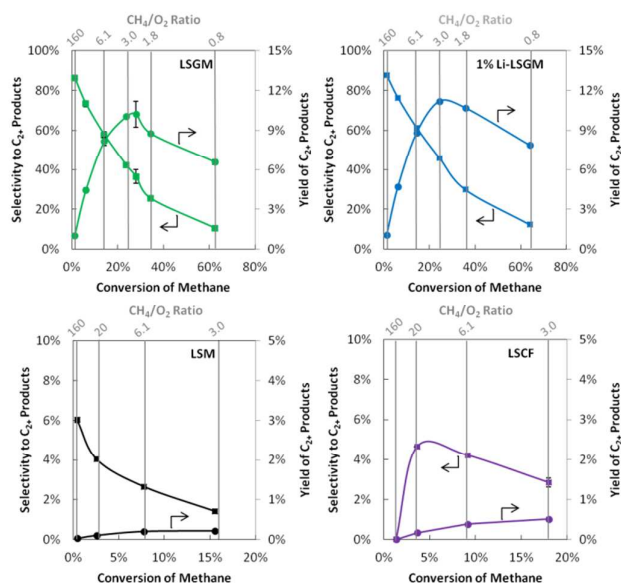 CH4/O2 Ratio
160 6.1 3.0 1.8 0.8
100% 80% 60% 40% 20% 0%
Selectivity to C2+ Products
LSGM
15% 12% 9% 6% 3% 0%
Yield of C2+ Products
0% 20% 40% 60% 80%
Conversion of Methane
CH4/O2 Ratio
160 6.1 3.0 1.8 0.8
100% 80% 60% 40% 20% 0%
Selectivity to C2+ Products
1% Li-LSGM
15% 12% 9% 6% 3% 0%
Yield of C2+ Products
0% 20% 40% 60% 80%
Conversion of Methane
CH4/O2 Ratio
160 20 6.1 3.0
10% 8% 6% 4% 2% 0%
Selectivity to C2+ Products
LSM
5% 4% 3% 2% 1% 0%
Yield of C2+ Products
0% 5% 10% 15% 20%
Conversion of Methane
CH4/O2 Ratio
160 20 6.1 3.0
10% 8% 6% 4% 2% 0%
Selectivity to C2+ Products
LSCF
5% 4% 3% 2% 1% 0%
Yield of C2+ Products
0% 5% 10% 15% 20%
Conversion of Methane